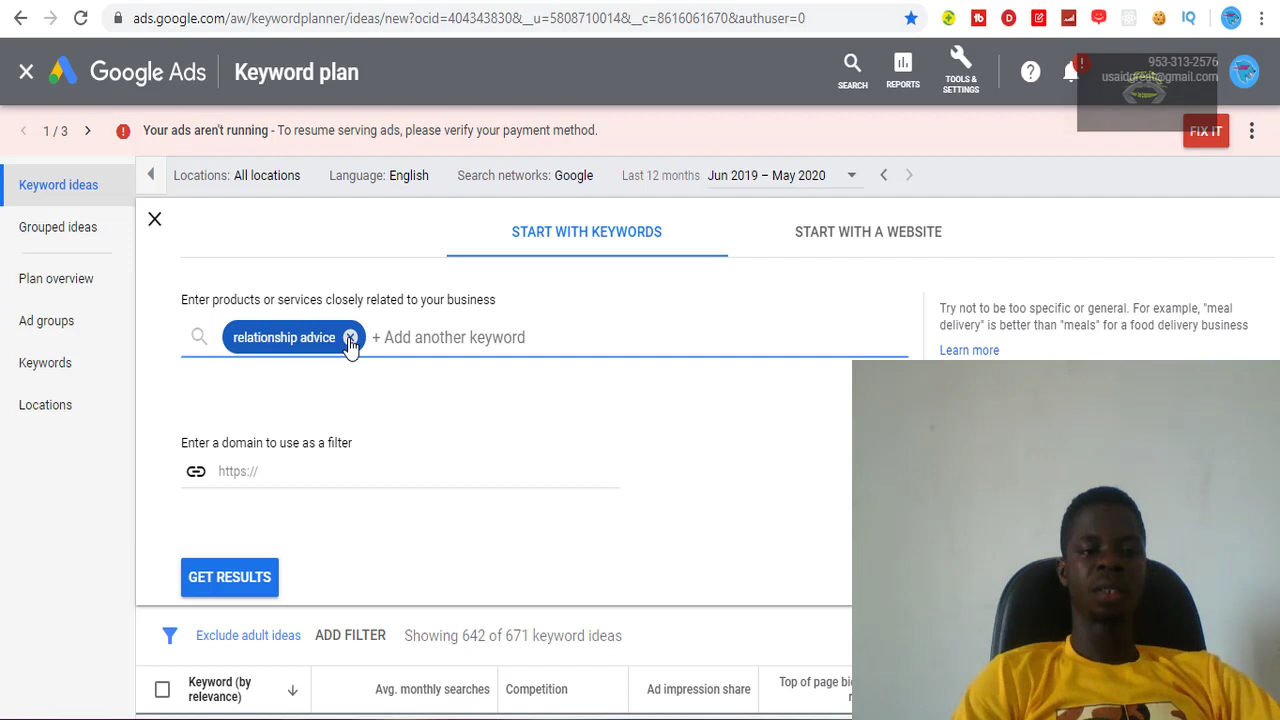 ads.google.com/aw/keywordplanner/ideas/new?ocid=404343830&__u=5808710014&__c=8616061670&authuser=0
Google Ads
Keyword plan
SEARCH
REPORTS
TOOLS &
SETTINGS
953-313-2576
1 / 3
Your ads aren't running - To resume serving ads, please verify your payment method.
FIX IT
Keyword ideas
Grouped ideas
Plan overview
Ad groups
Keywords
Locations
Locations: All locations
Language: English
Search networks: Google
Last 12 months
Jun 2019 – May 2020
START WITH KEYWORDS
START WITH A WEBSITE
Enter products or services closely related to your business
relationship advice
+ Add another keyword
Try not to be too specific or general. For example, "meal
delivery" is better than "meals" for a food delivery business
Learn more
Enter a domain to use as a filter
https://
GET RESULTS
Exclude adult ideas
ADD FILTER
Showing 642 of 671 keyword ideas
Keyword (by
relevance)
Avg. monthly searches
Competition
Ad impression share
Top of page